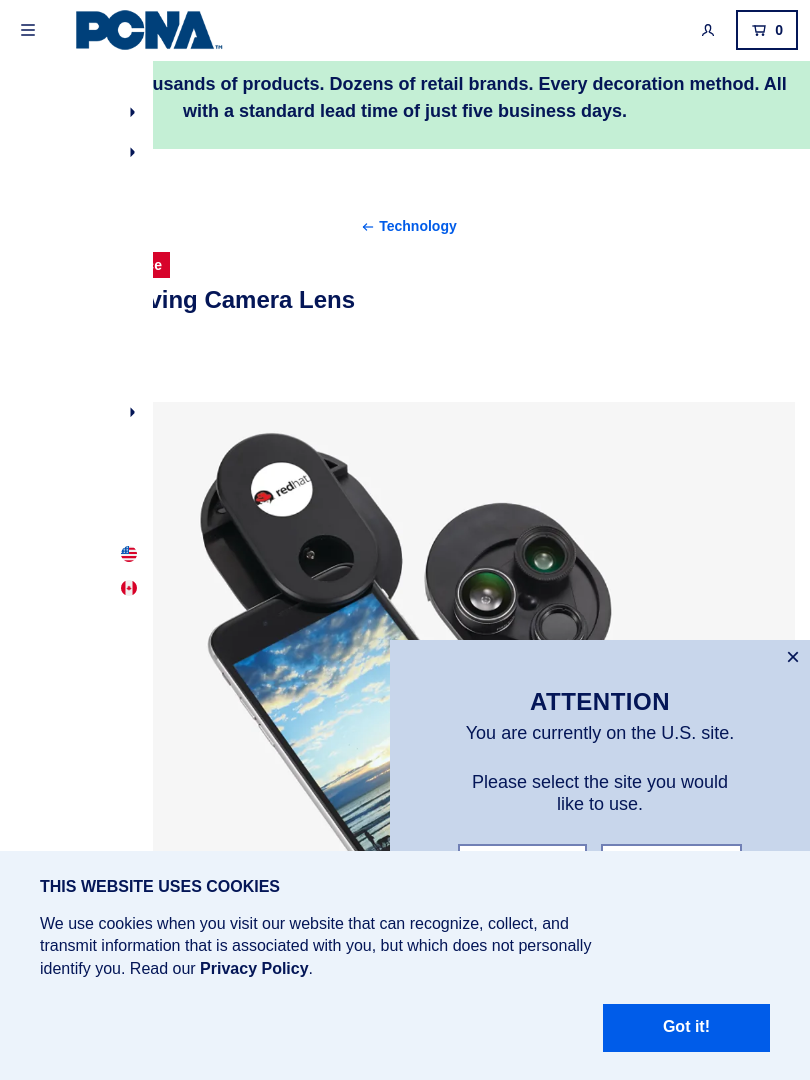 PCNA™
0
usands of products. Dozens of retail brands. Every decoration method. All
with a standard lead time of just five business days.
Technology
ving Camera Lens
redhat
ATTENTION
You are currently on the U.S. site.
Please select the site you would
like to use.
THIS WEBSITE USES COOKIES
We use cookies when you visit our website that can recognize, collect, and
transmit information that is associated with you, but which does not personally
identify you. Read our Privacy Policy.
Got it!